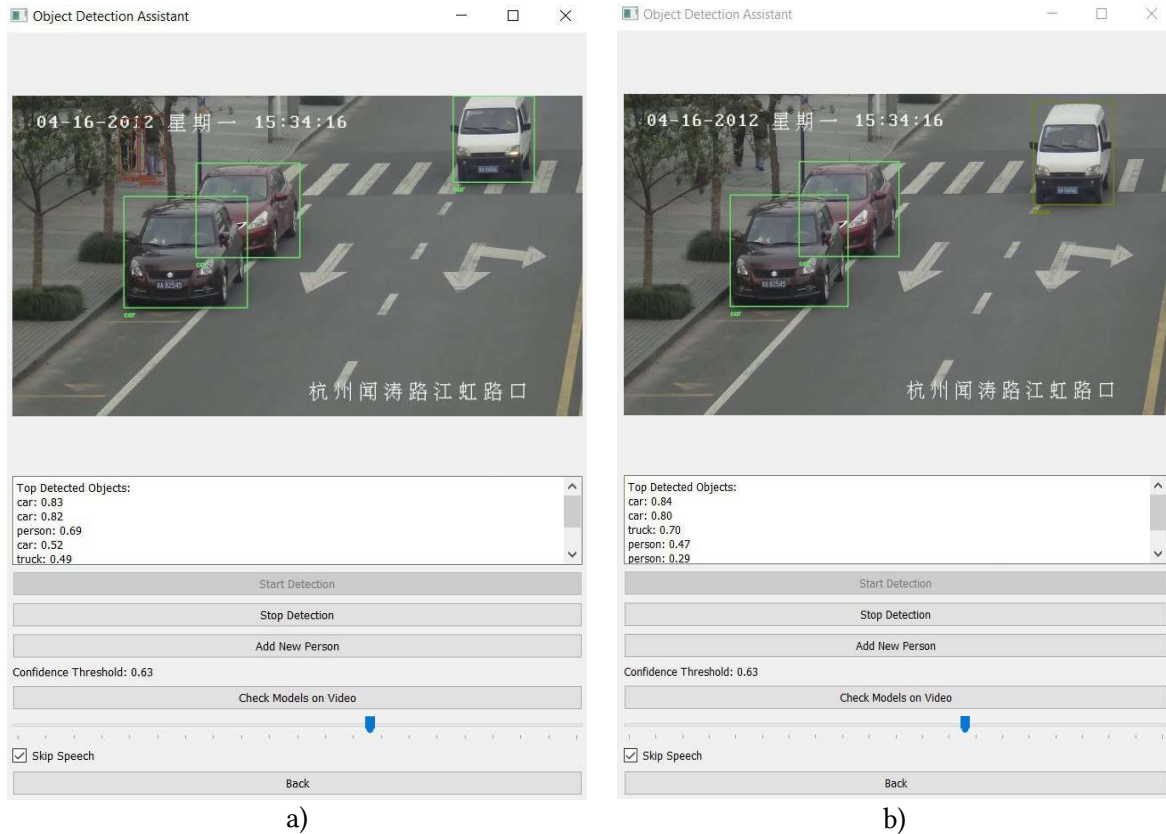 Object Detection Assistant
04-16-2012 星期一 15:34:16
car
car
car
杭州闻涛路江虹路口
Top Detected Objects:
car: 0.83
car: 0.82
person: 0.69
car: 0.52
truck: 0.49
Start Detection
Stop Detection
Add New Person
Confidence Threshold: 0.63
Check Models on Video
Skip Speech
Back
a)
Object Detection Assistant
04-16-2012 星期一 15:34:16
truck
car
car
杭州闻涛路江虹路口
Top Detected Objects:
car: 0.84
car: 0.80
truck: 0.70
person: 0.47
person: 0.29
Start Detection
Stop Detection
Add New Person
Confidence Threshold: 0.63
Check Models on Video
Skip Speech
Back
b)